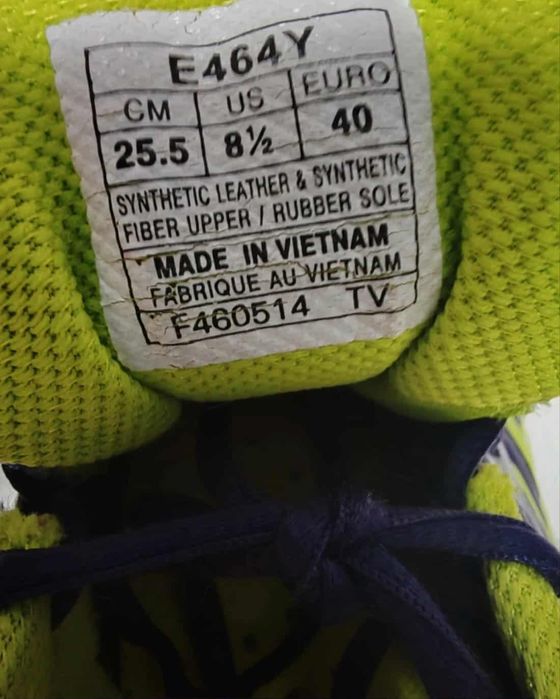 E464Y
CM US EURO
25.5 8½ 40
SYNTHETIC LEATHER & SYNTHETIC
FIBER UPPER / RUBBER SOLE
MADE IN VIETNAM
FABRIQUE AU VIETNAM
F460514 TV